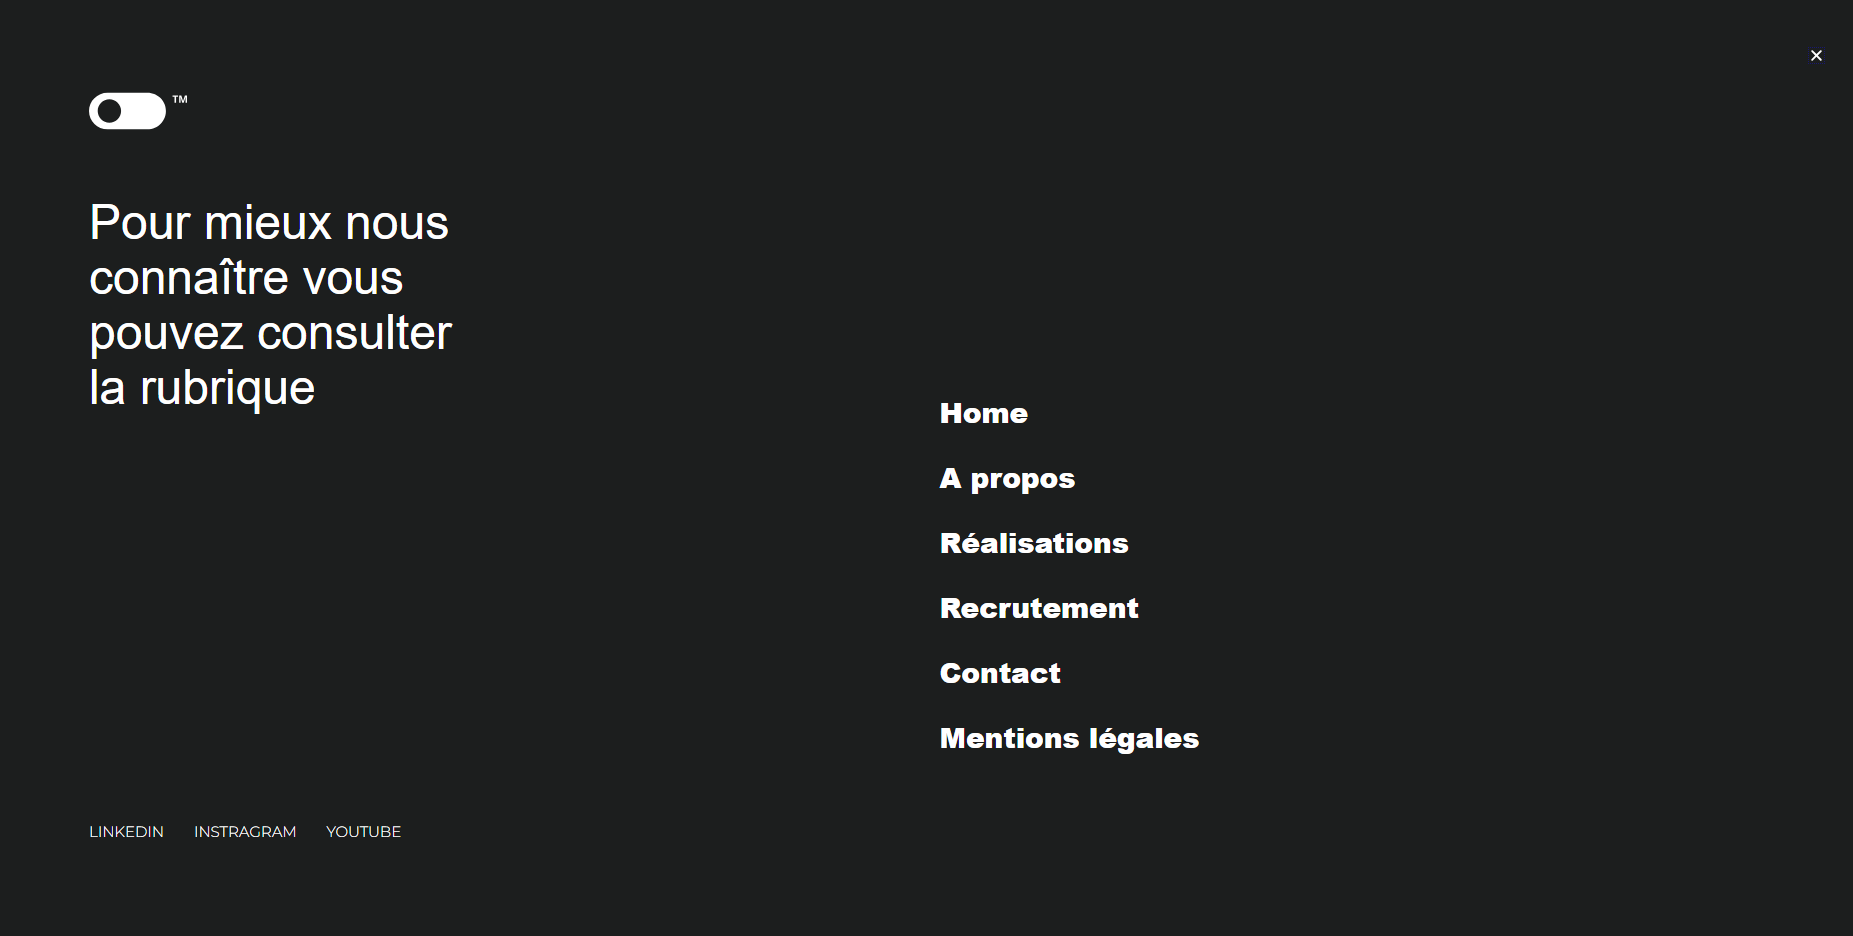 ™
Pour mieux nous
connaître vous
pouvez consulter
la rubrique
Home
A propos
Réalisations
Recrutement
Contact
Mentions légales
LINKEDIN INSTRAGRAM YOUTUBE